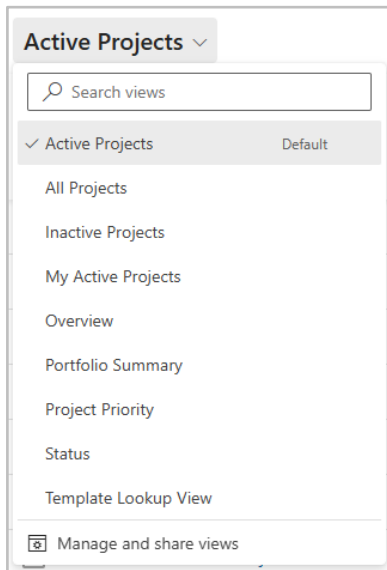 Active Projects
Search views
Active Projects Default
All Projects
Inactive Projects
My Active Projects
Overview
Portfolio Summary
Project Priority
Status
Template Lookup View
Manage and share views